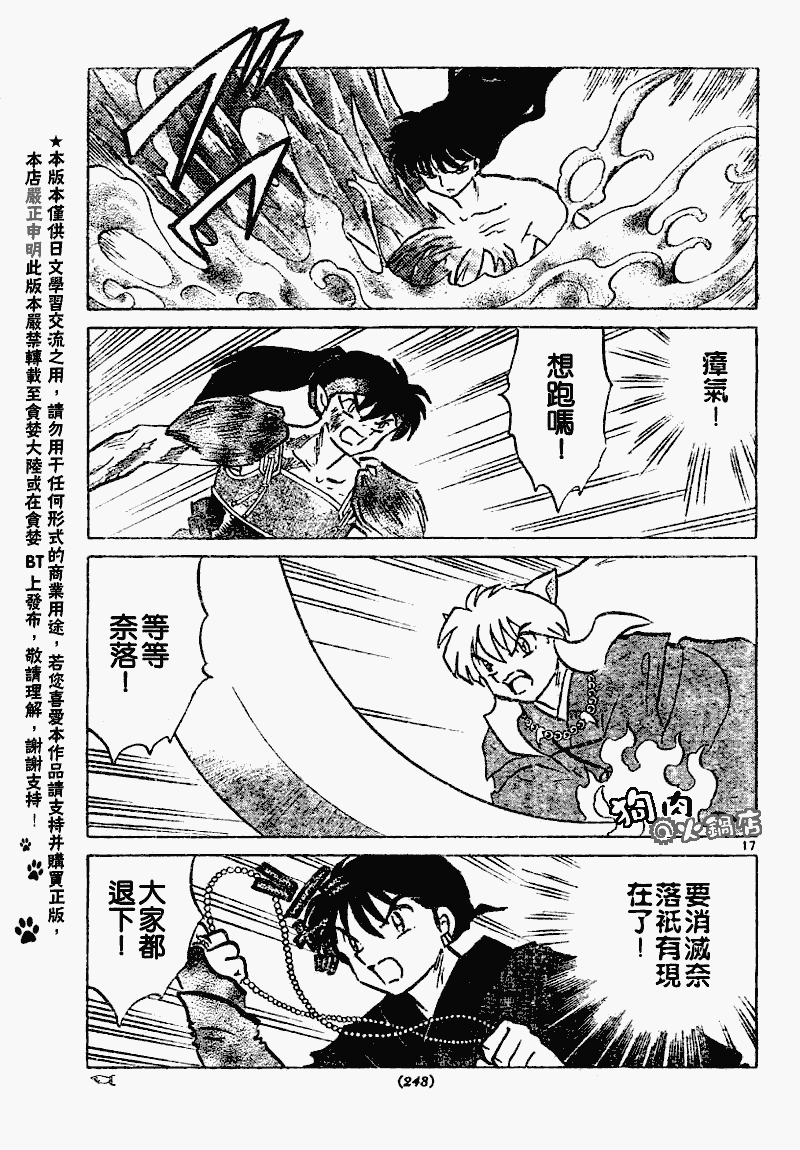 ★本版本僅供日文學習交流之用，請勿用于任何形式的商業用途，若您喜愛本作品請支持并購買正版，
本店嚴正申明此版本嚴禁轉載至貪婪大陸或在貪婪BT上發布，敬請理解，謝謝支持！
瘴氣！
想跑嗎！
等等
奈落！
狗肉
@火鍋店
17
要消滅奈
落祇有現
在了！
大家都
退下！
(243)